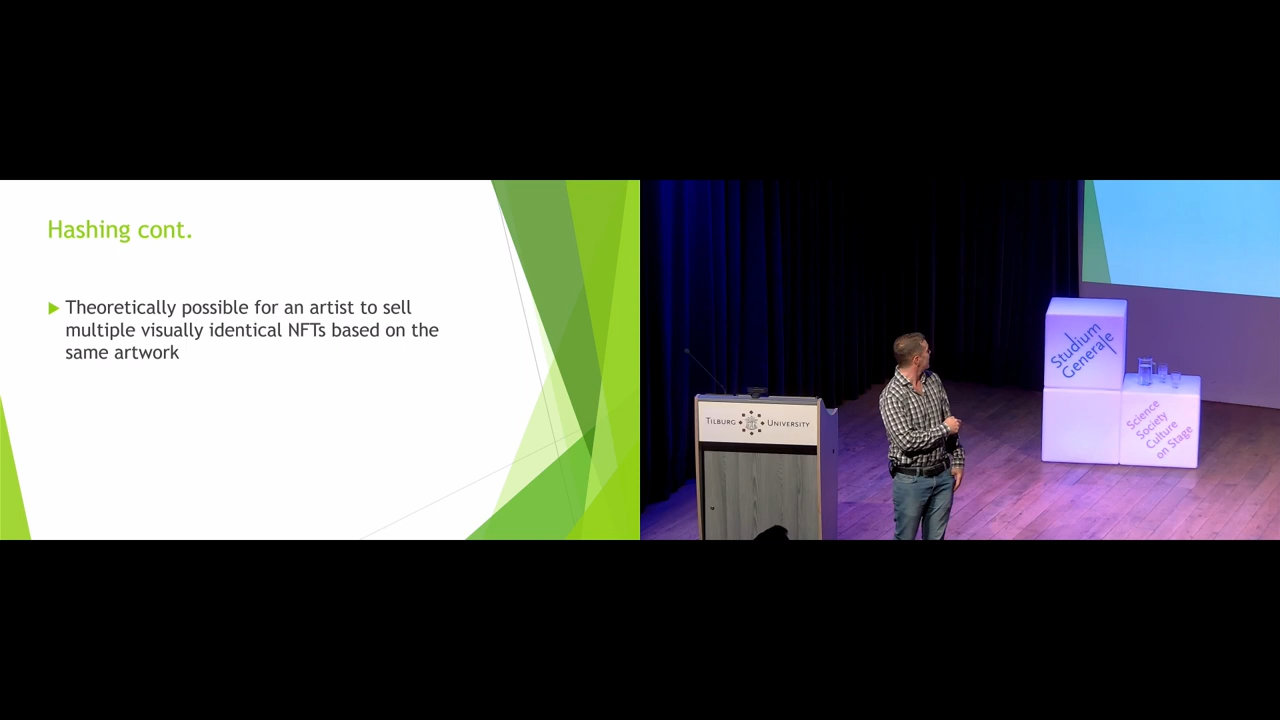 Hashing cont.
Theoretically possible for an artist to sell
multiple visually identical NFTs based on the
same artwork
TILBURG UNIVERSITY
Studium
Generale
Science
Society
Culture
on Stage